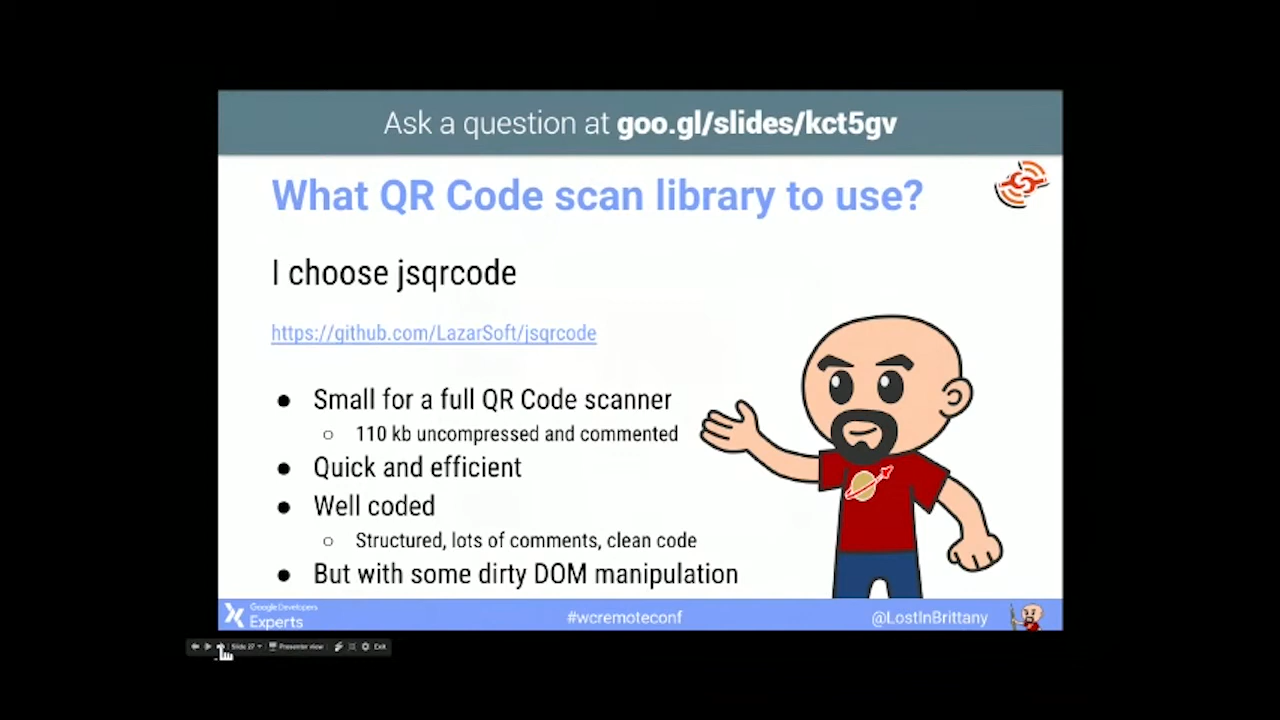 Ask a question at goo.gl/slides/kct5gv
What QR Code scan library to use?
I choose jsqrcode
https://github.com/LazarSoft/jsqrcode
● Small for a full QR Code scanner
○ 110 kb uncompressed and commented
● Quick and efficient
● Well coded
○ Structured, lots of comments, clean code
● But with some dirty DOM manipulation
Google Developers
Experts
#wcremoteconf
@LostInBrittany
Slide 27
Presenter view
Exit